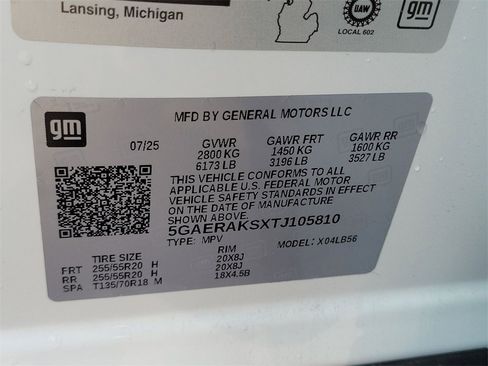 Lansing, Michigan
UAW
LOCAL 602
gm
gm
MFD BY GENERAL MOTORS LLC
07/25 GVWR GAWR FRT GAWR RR
2800 KG 1450 KG 1600 KG
6173 LB 3196 LB 3527 LB
THIS VEHICLE CONFORMS TO ALL
APPLICABLE U.S. FEDERAL MOTOR
VEHICLE SAFETY STANDARDS IN EFFECT
ON THE DATE OF MANUFACTURE
SHOWN ABOVE.
5GAERAKSXTJ105810
TYPE: MPV MODEL: X04LB56
TIRE SIZE RIM
FRT 255/55R20 H 20X8J
RR 255/55R20 H 20X8J
SPA T135/70R18 M 18X4.5B